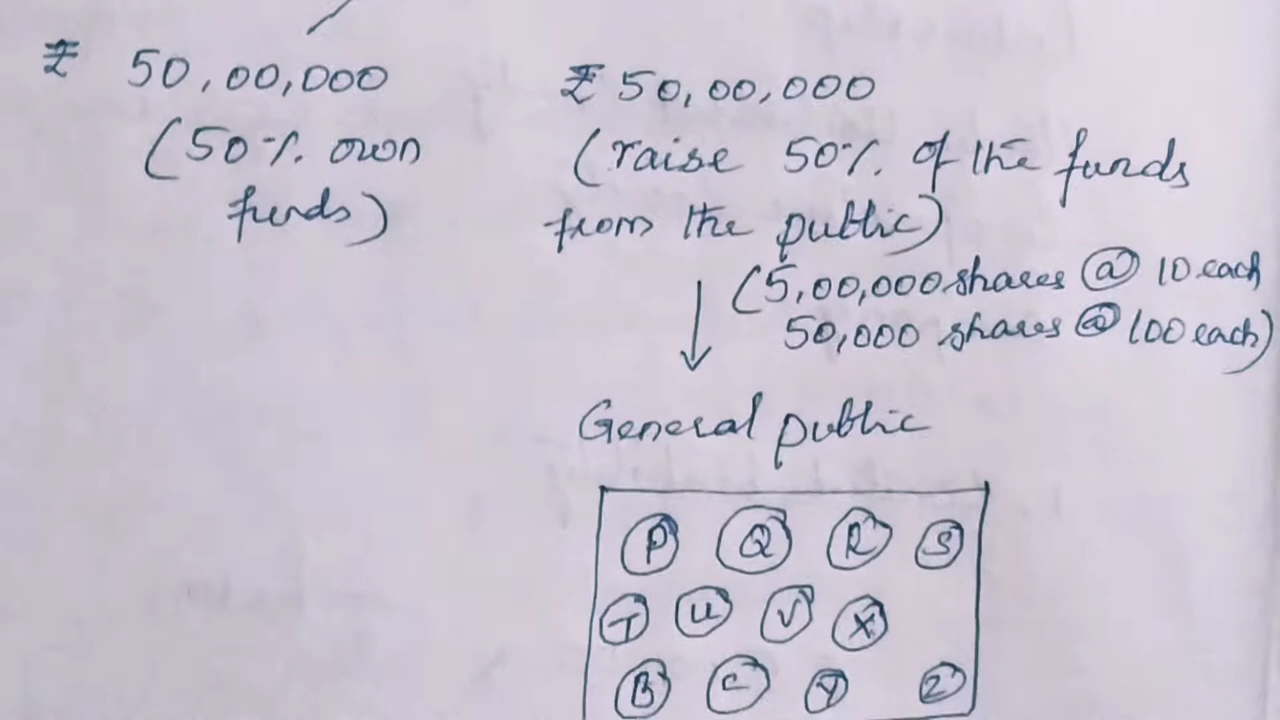 ₹ 50,00,000
(50% own
funds)
₹ 50,00,000
(raise 50% of the funds
from the public)
(5,00,000 shares @ 10 each
50,000 shares @ 100 each)
General public
P Q R S
T U V X
B C Y Z